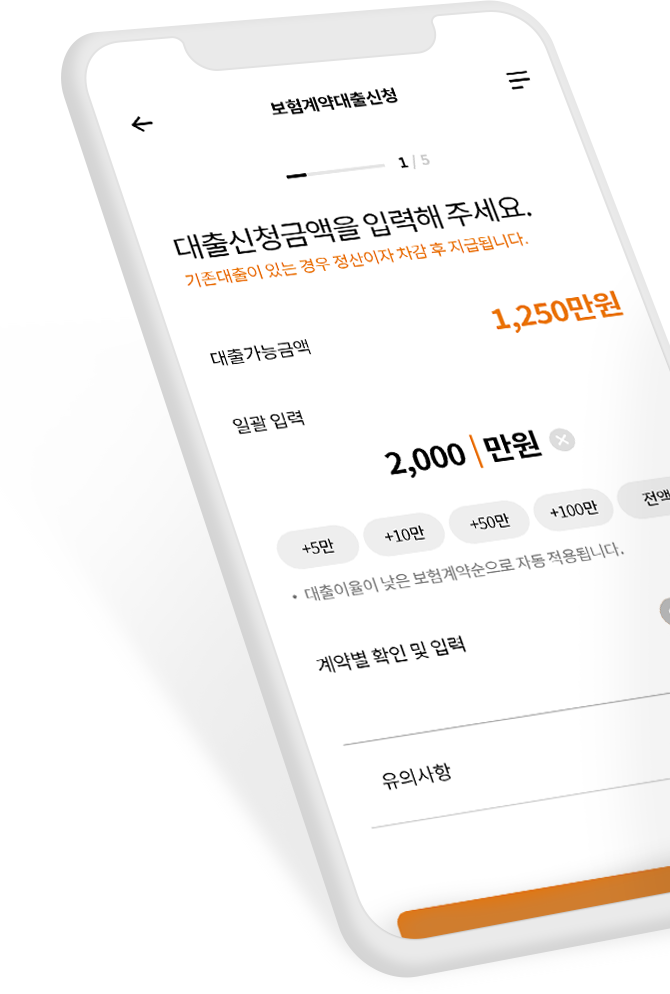 보험계약대출신청
1 / 5
대출신청금액을 입력해 주세요.
기존대출이 있는 경우 정산이자 차감 후 지급됩니다.
1,250만원
대출가능금액
일괄 입력
2,000 만원
+5만 +10만 +50만 +100만 전액
• 대출이율이 낮은 보험계약순으로 자동 적용됩니다.
계약별 확인 및 입력
유의사항